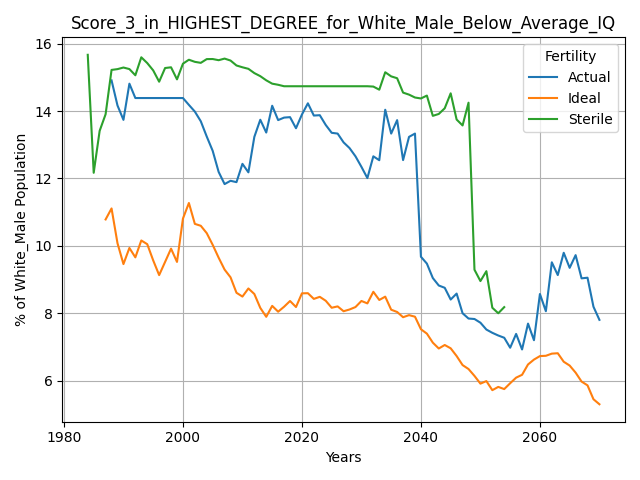 Score_3_in_HIGHEST_DEGREE_for_White_Male_Below_Average_IQ
Fertility
Actual
Ideal
Sterile
% of White_Male Population
16
14
12
10
8
6
1980 2000 2020 2040 2060
Years